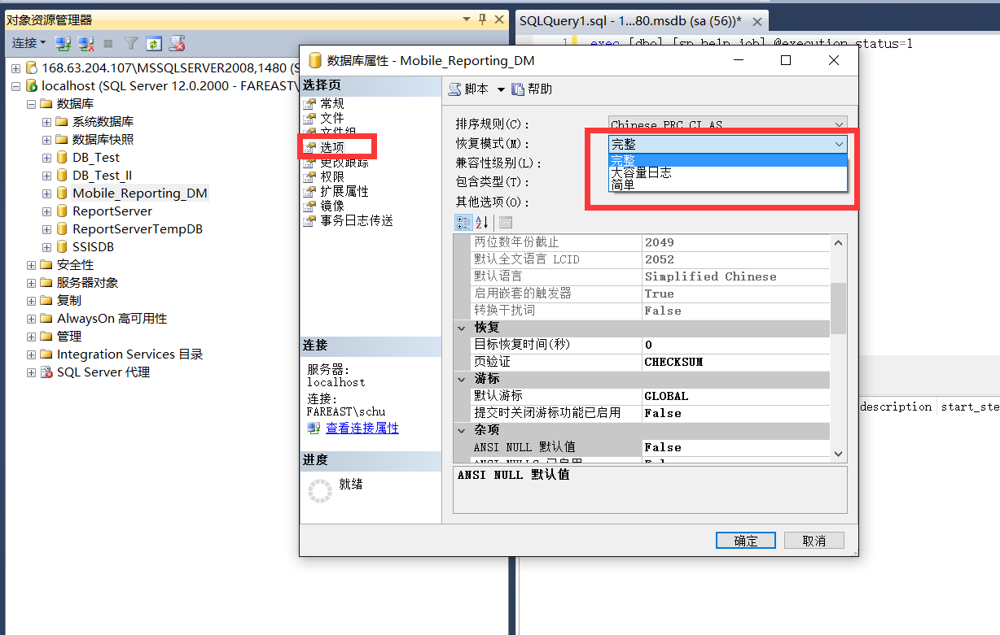 对象资源管理器
连接
168.63.204.107\MSSQLSERVER2008,1480 (S
localhost (SQL Server 12.0.2000 - FAREAST\
数据库
系统数据库
数据库快照
DB_Test
DB_Test_II
Mobile_Reporting_DM
ReportServer
ReportServerTempDB
SSISDB
安全性
服务器对象
复制
AlwaysOn 高可用性
管理
Integration Services 目录
SQL Server 代理
SQLQuery1.sql - 1...80.msdb (sa (56))*
1 exec [dbo].[sp_help_job] @execution_status=1
description start_ste
数据库属性 - Mobile_Reporting_DM
选择页
常规
文件
文件组
选项
更改跟踪
权限
扩展属性
镜像
事务日志传送
连接
服务器:
localhost
连接:
FAREAST\schu
查看连接属性
进度
就绪
脚本 帮助
排序规则(C): Chinese_PRC_CI_AS
恢复模式(M): 完整
完整
大容量日志
简单
兼容性级别(L):
包含类型(T):
其他选项(O):
两位数年份截止 2049
默认全文语言 LCID 2052
默认语言 Simplified Chinese
启用嵌套的触发器 True
转换干扰词 False
恢复
目标恢复时间(秒) 0
页验证 CHECKSUM
游标
默认游标 GLOBAL
提交时关闭游标功能已启用 False
杂项
ANSI NULL 默认值 False
ANSI NULLS 已启用 False
ANSI NULL 默认值
确定 取消